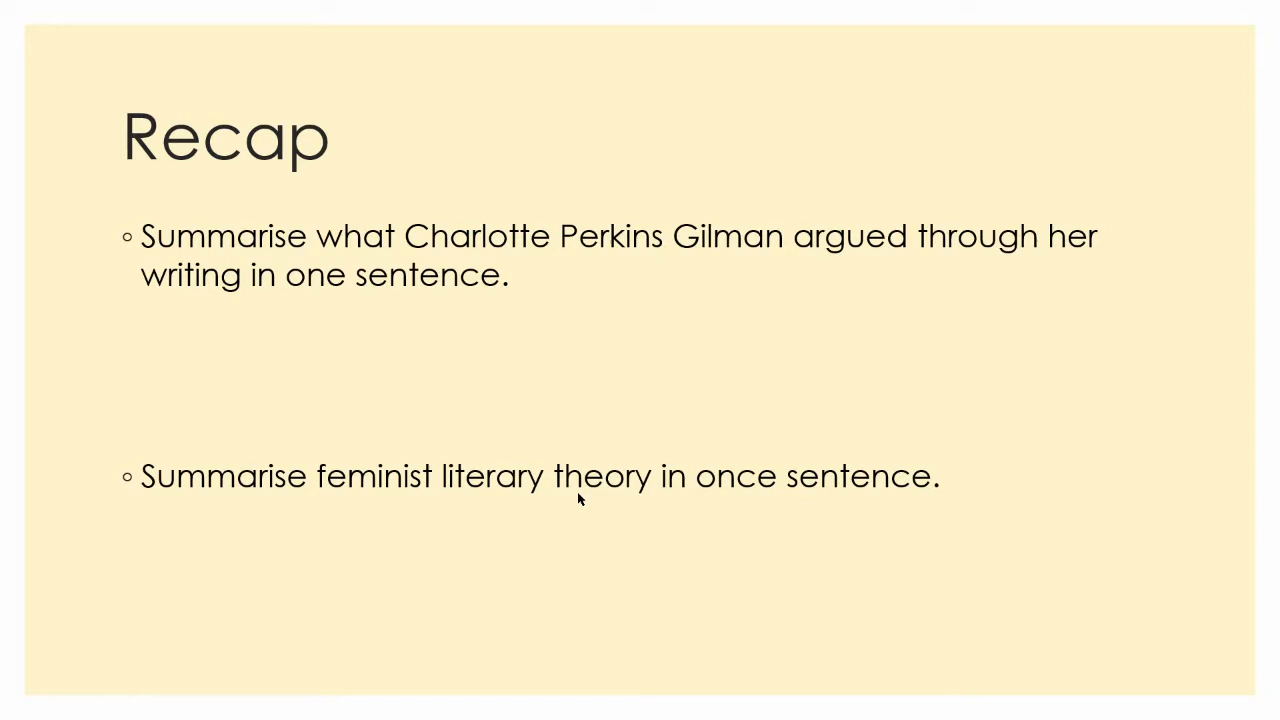 Recap
◦ Summarise what Charlotte Perkins Gilman argued through her
writing in one sentence.
◦ Summarise feminist literary theory in once sentence.